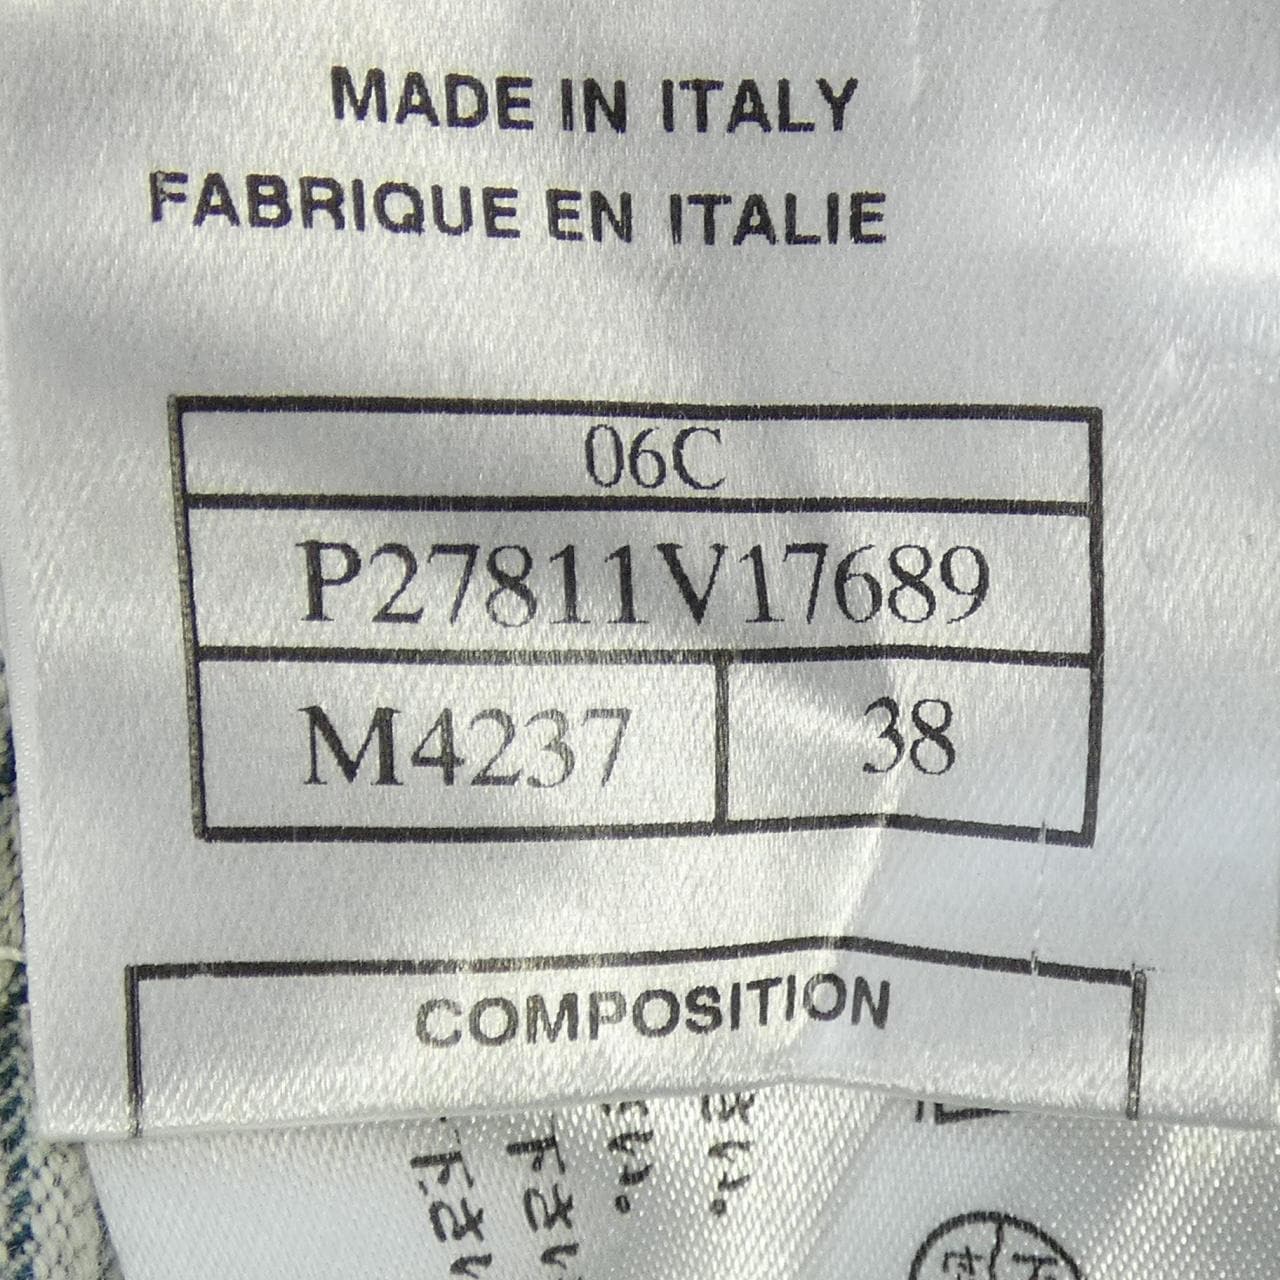 MADE IN ITALY
FABRIQUE EN ITALIE
06C
P27811V17689
M4237 38
COMPOSITION